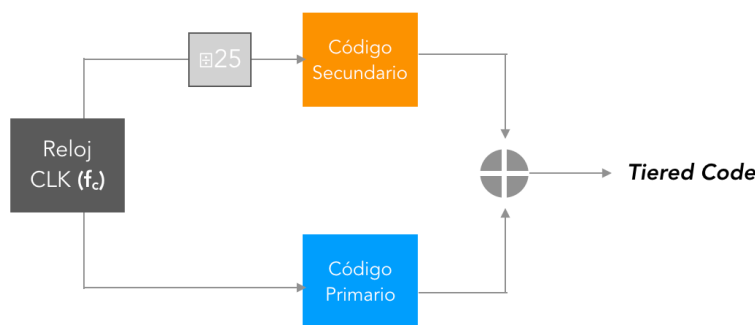 ÷25
Código
Secundario
Reloj
CLK (fc)
Tiered Code
Código
Primario